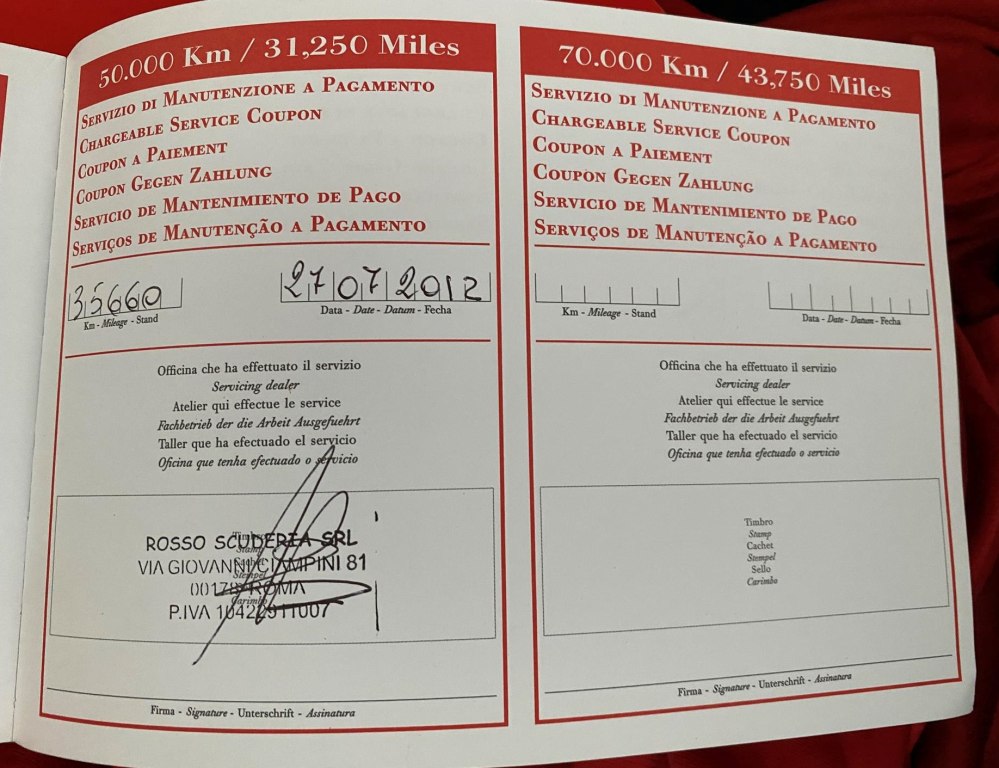 50.000 Km / 31,250 Miles
Servizio di Manutenzione a Pagamento
Chargeable Service Coupon
Coupon a Paiement
Coupon Gegen Zahlung
Servicio de Mantenimiento de Pago
Serviços de Manutenção a Pagamento
35660
27 07 2012
Km - Mileage - Stand
Data - Date - Datum - Fecha
Officina che ha effettuato il servizio
Servicing dealer
Atelier qui effectue le service
Fachbetrieb der die Arbeit Ausgefuehrt
Taller que ha efectuado el servicio
Oficina que tenha efectuado o servicio
Timbro
ROSSO SCUDERIA SRL
Stamp
Cachet
VIA GIOVANNI CIAMPINI 81
Stempel
00178 ROMA
Carimbo
P.IVA 10422911007
Firma - Signature - Unterschrift - Assinatura
70.000 Km / 43,750 Miles
Servizio di Manutenzione a Pagamento
Chargeable Service Coupon
Coupon a Paiement
Coupon Gegen Zahlung
Servicio de Mantenimiento de Pago
Serviços de Manutenção a Pagamento
Km - Mileage - Stand
Data - Date - Datum - Fecha
Officina che ha effettuato il servizio
Servicing dealer
Atelier qui effectue le service
Fachbetrieb der die Arbeit Ausgefuehrt
Taller que ha efectuado el servicio
Oficina que tenha efectuado o servicio
Timbro
Stamp
Cachet
Stempel
Sello
Carimbo
Firma - Signature - Unterschrift - Assinatura